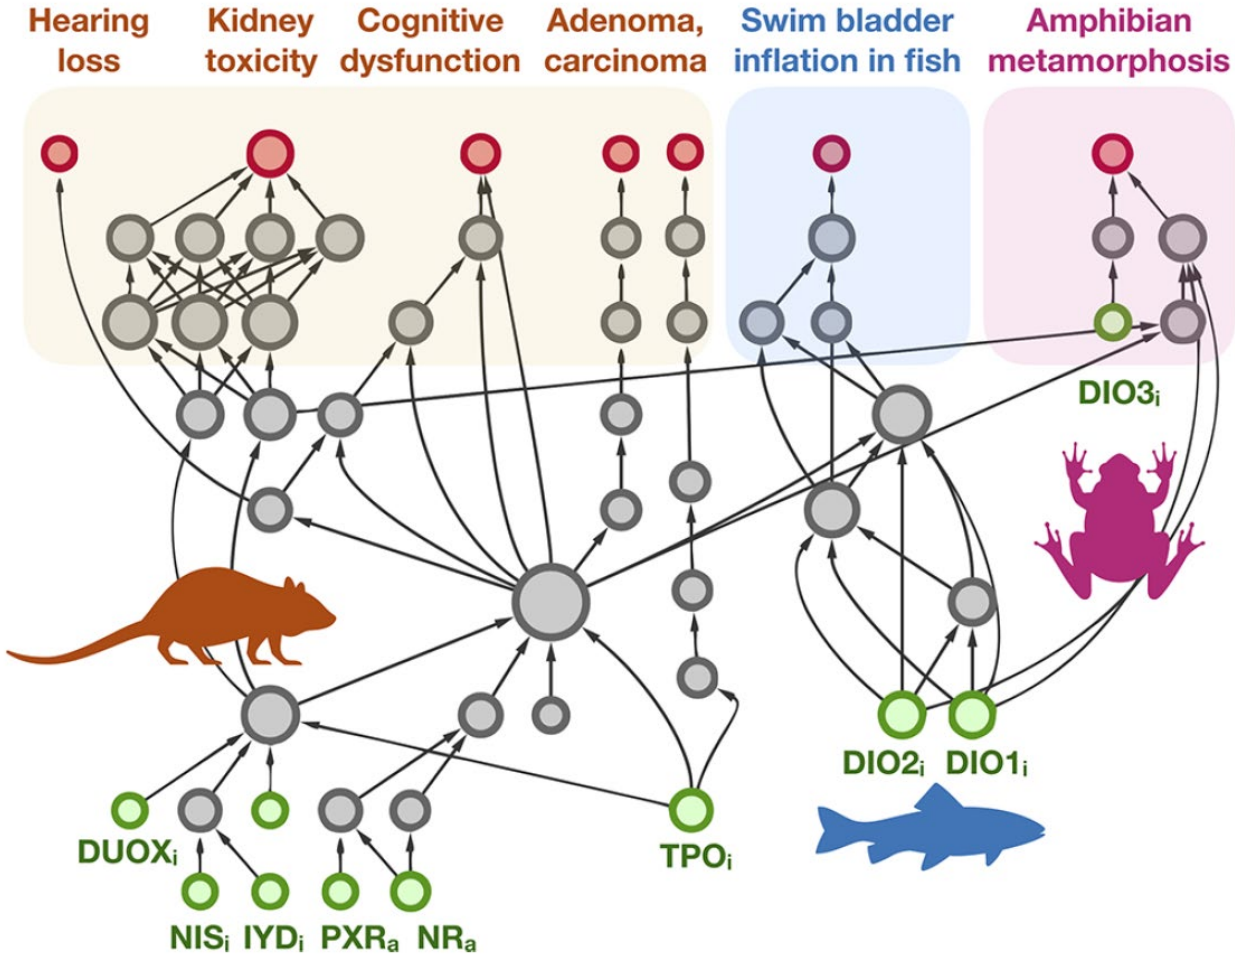 Hearing
loss
Kidney
toxicity
Cognitive
dysfunction
Adenoma,
carcinoma
Swim bladder
inflation in fish
Amphibian
metamorphosis
DIO3i
DIO2i
DIO1i
DUOXi
TPOi
NISi
IYDi
PXRa
NRa